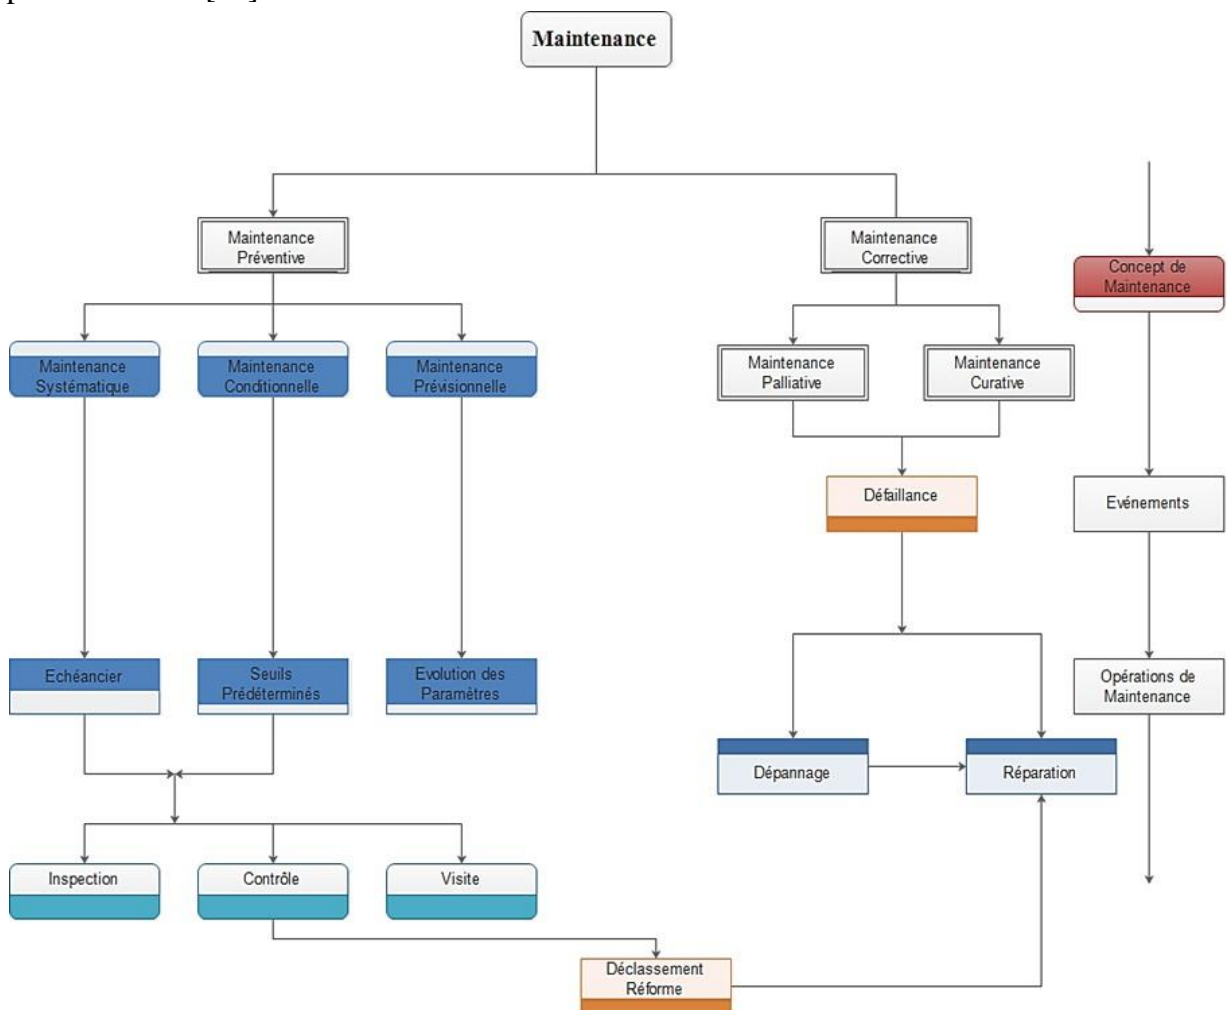 Maintenance
Maintenance
Préventive
Maintenance
Corrective
Concept de
Maintenance
Maintenance
Systématique
Maintenance
Conditionnelle
Maintenance
Prévisionnelle
Maintenance
Palliative
Maintenance
Curative
Défaillance
Evénements
Echéancier
Seuils
Prédéterminés
Evolution des
Paramètres
Opérations de
Maintenance
Dépannage
Réparation
Inspection
Contrôle
Visite
Déclassement
Réforme